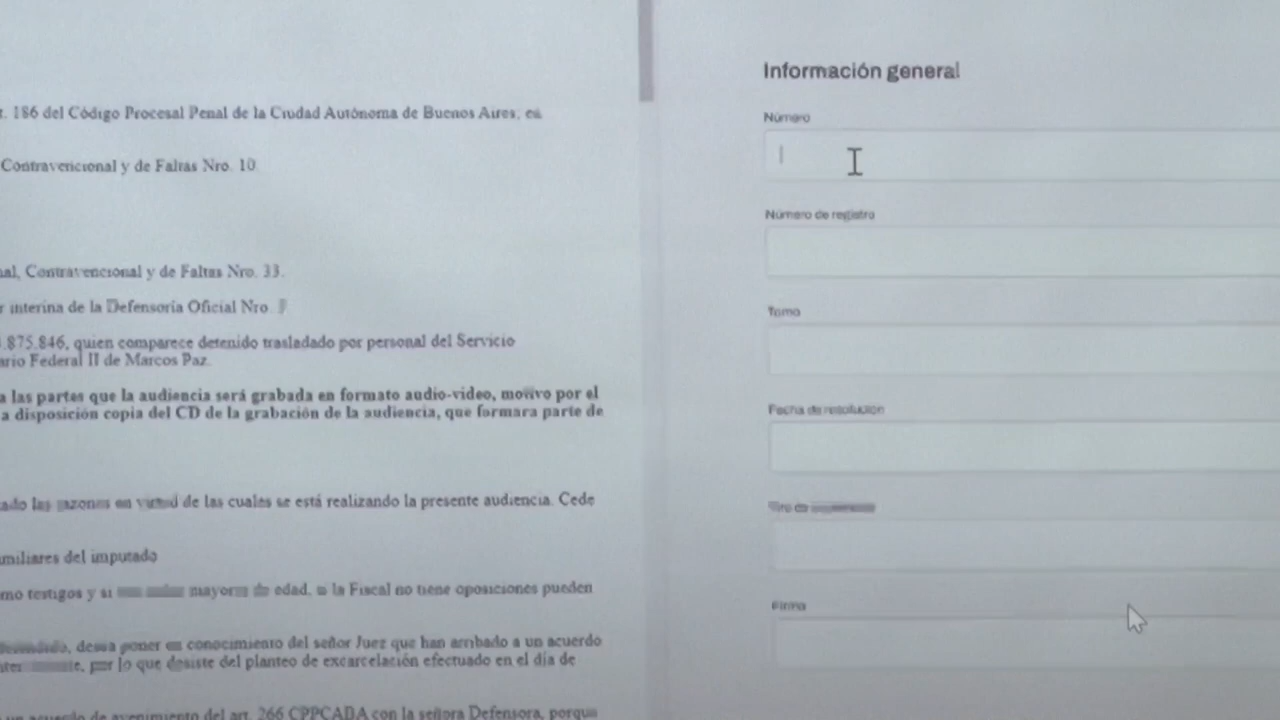 . 186 del Código Procesal Penal de la Ciudad Autónoma de Buenos Aires, en
Contravencional y de Faltas Nro. 10
al, Contravencional y de Faltas Nro. 33.
r interina de la Defensoría Oficial Nro.
.875.846, quien comparece detenido trasladado por personal del Servicio
ario Federal II de Marcos Paz.
a las partes que la audiencia será grabada en formato audio-video, motivo por el
a disposición copia del CD de la grabación de la audiencia, que formara parte de
ado las razones en virtud de las cuales se está realizando la presente audiencia. Cede
miliares del imputado
mo testigos y si mayores de edad, la Fiscal no tiene oposiciones pueden
, desea poner en conocimiento del señor Juez que han arribado a un acuerdo
, por lo que desiste del planteo de excarcelación efectuado en el día de
un acuerdo de avenimiento del art. 266 CPPCABA con la señora Defensora, porque
Información general
Número
Número de registro
Tomo
Fecha de resolución
Firma